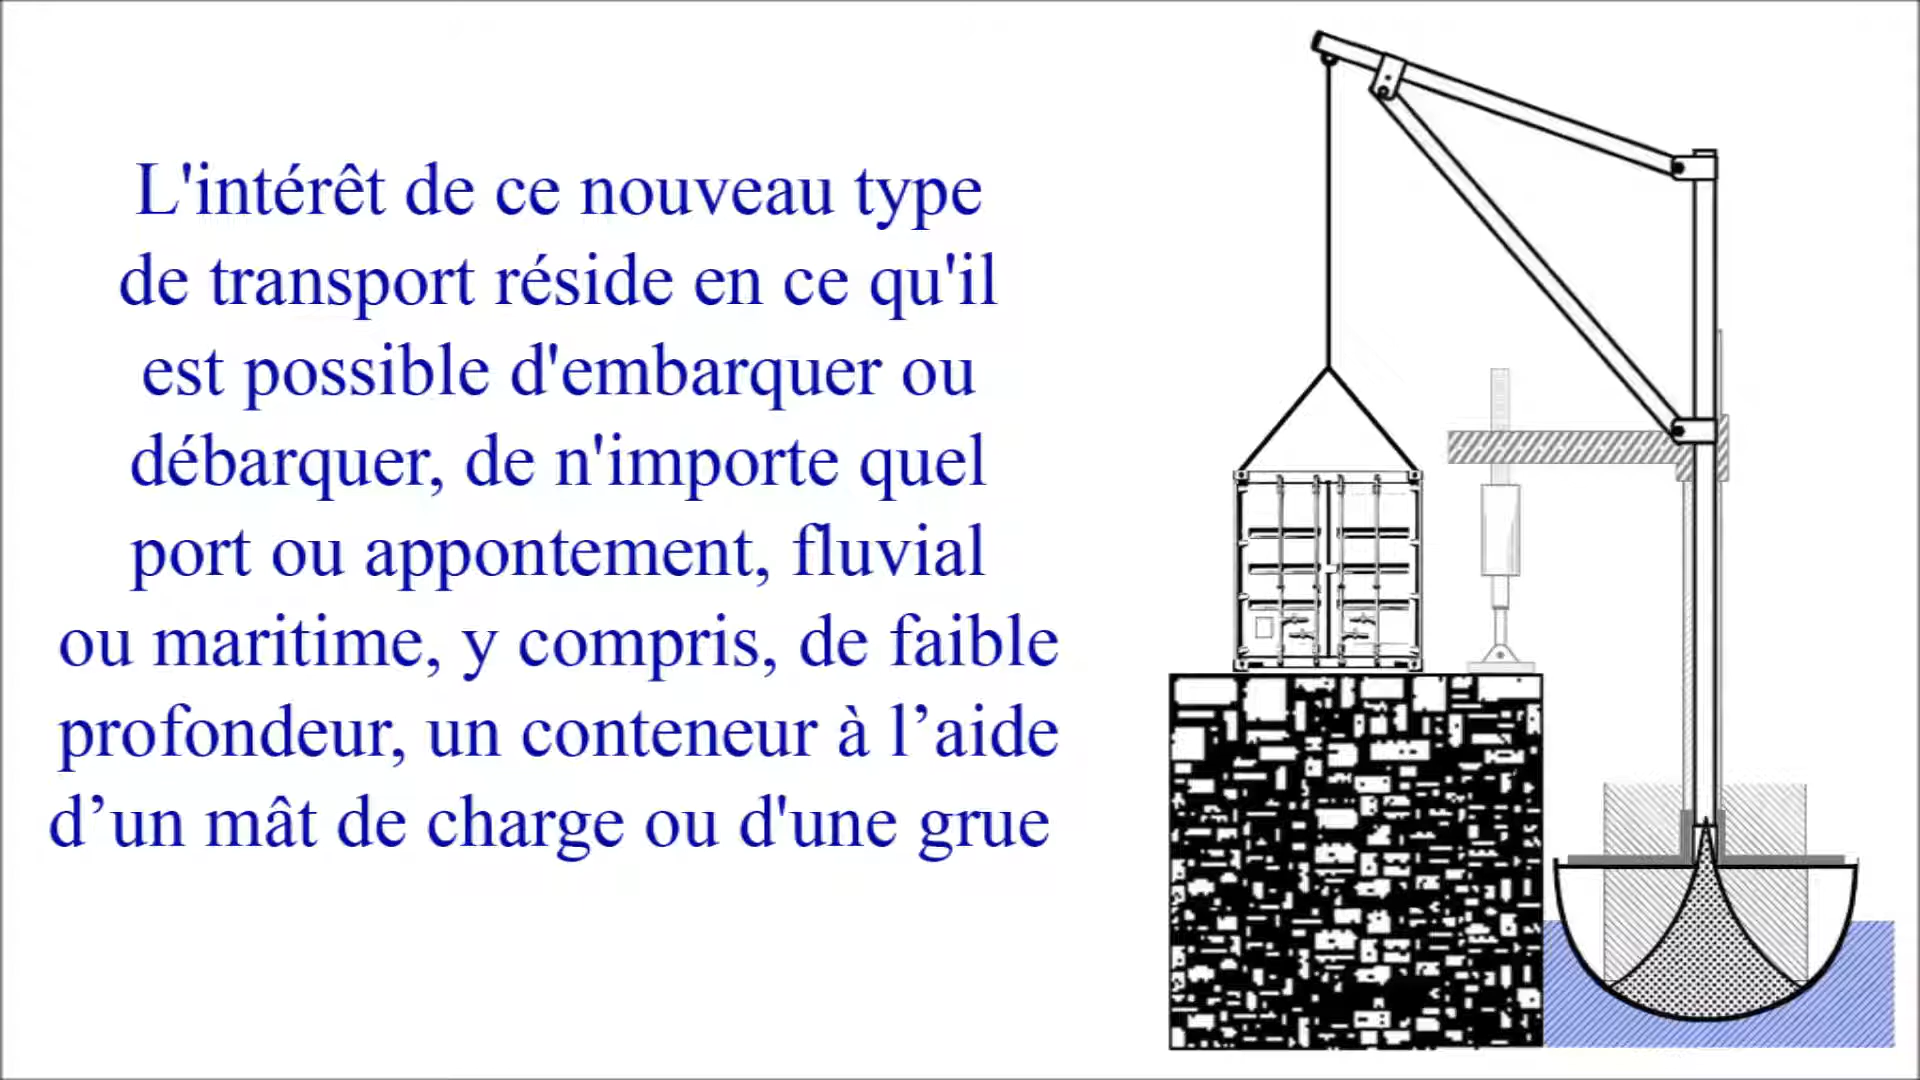 L'intérêt de ce nouveau type
de transport réside en ce qu'il
est possible d'embarquer ou
débarquer, de n'importe quel
port ou appontement, fluvial
ou maritime, y compris, de faible
profondeur, un conteneur à l’aide
d’un mât de charge ou d'une grue